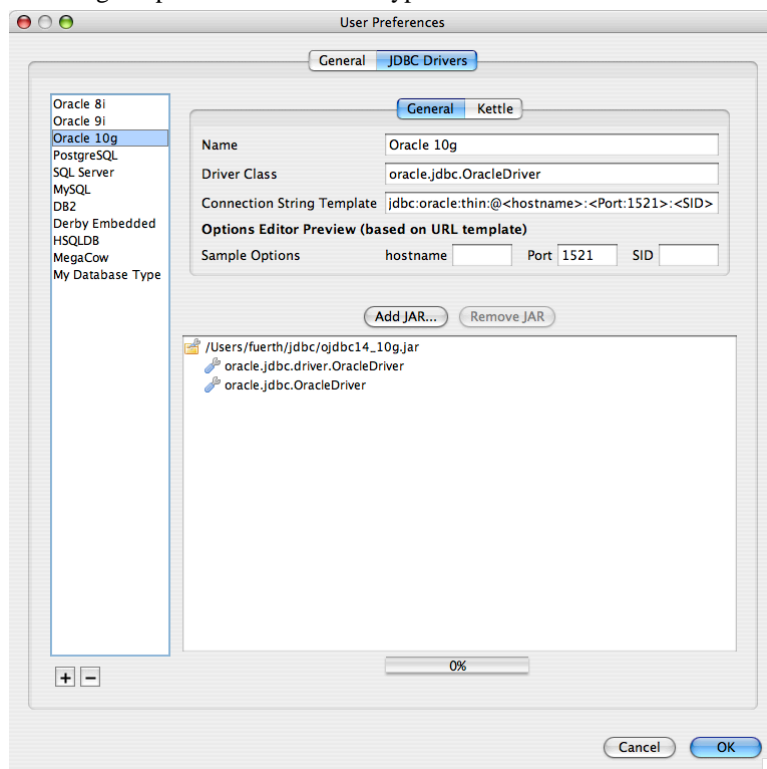 User Preferences
General JDBC Drivers
Oracle 8i
Oracle 9i
Oracle 10g
PostgreSQL
SQL Server
MySQL
DB2
Derby Embedded
HSQLDB
MegaCow
My Database Type
General Kettle
Name Oracle 10g
Driver Class oracle.jdbc.OracleDriver
Connection String Template jdbc:oracle:thin:@<hostname>:<Port:1521>:<SID>
Options Editor Preview (based on URL template)
Sample Options hostname Port 1521 SID
Add JAR... Remove JAR
/Users/fuerth/jdbc/ojdbc14_10g.jar
oracle.jdbc.driver.OracleDriver
oracle.jdbc.OracleDriver
0%
+ −
Cancel OK